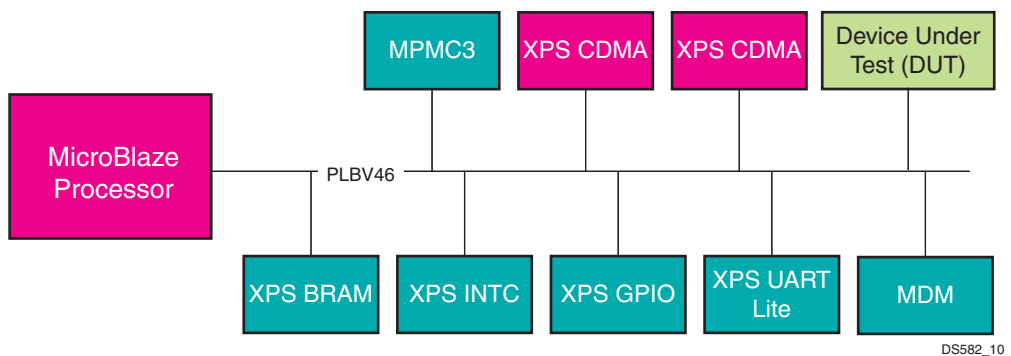 MPMC3
XPS CDMA
XPS CDMA
Device Under
Test (DUT)
MicroBlaze
Processor
PLBV46
XPS BRAM
XPS INTC
XPS GPIO
XPS UART
Lite
MDM
DS582_10